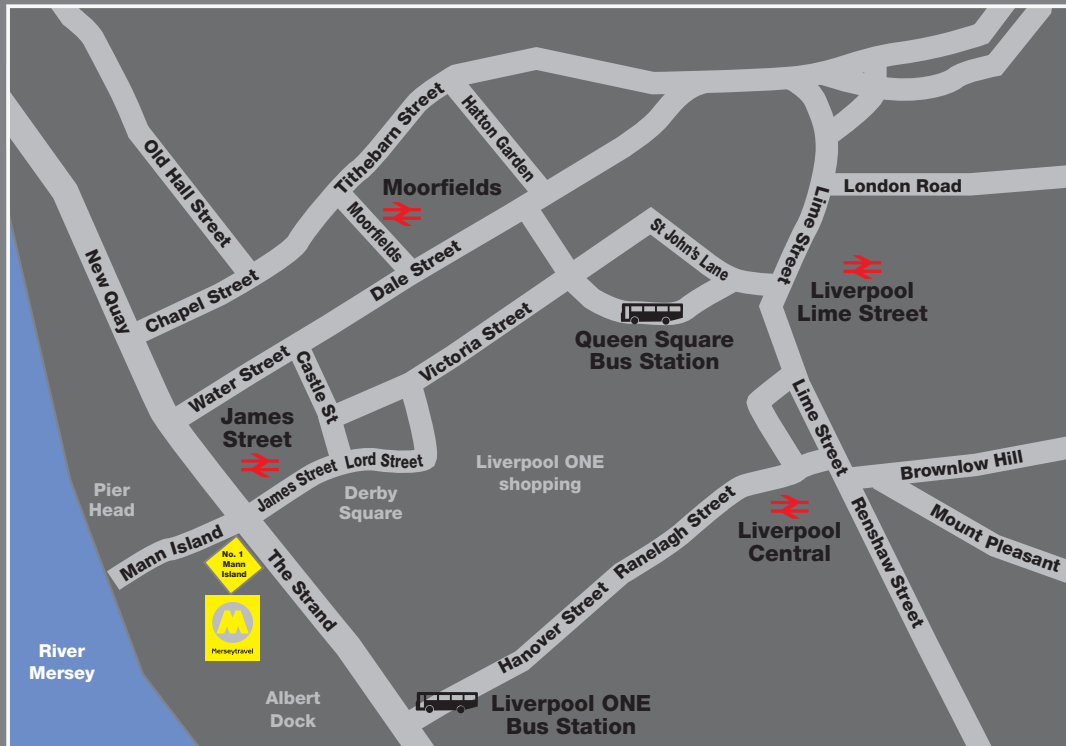 Old Hall Street
Tithebarn Street
Hatton Garden
Moorfields
Moorfields
London Road
Lime Street
St John's Lane
New Quay
Chapel Street
Dale Street
Liverpool
Lime Street
Victoria Street
Queen Square
Bus Station
Water Street
Castle St
James
Street
James Street
Lord Street
Derby
Square
Liverpool ONE
shopping
Lime Street
Brownlow Hill
Mount Pleasant
Renshaw Street
Ranelagh Street
Liverpool
Central
Pier
Head
Mann Island
No. 1
Mann
Island
The Strand
Hanover Street
M
Merseytravel
River
Mersey
Albert
Dock
Liverpool ONE
Bus Station